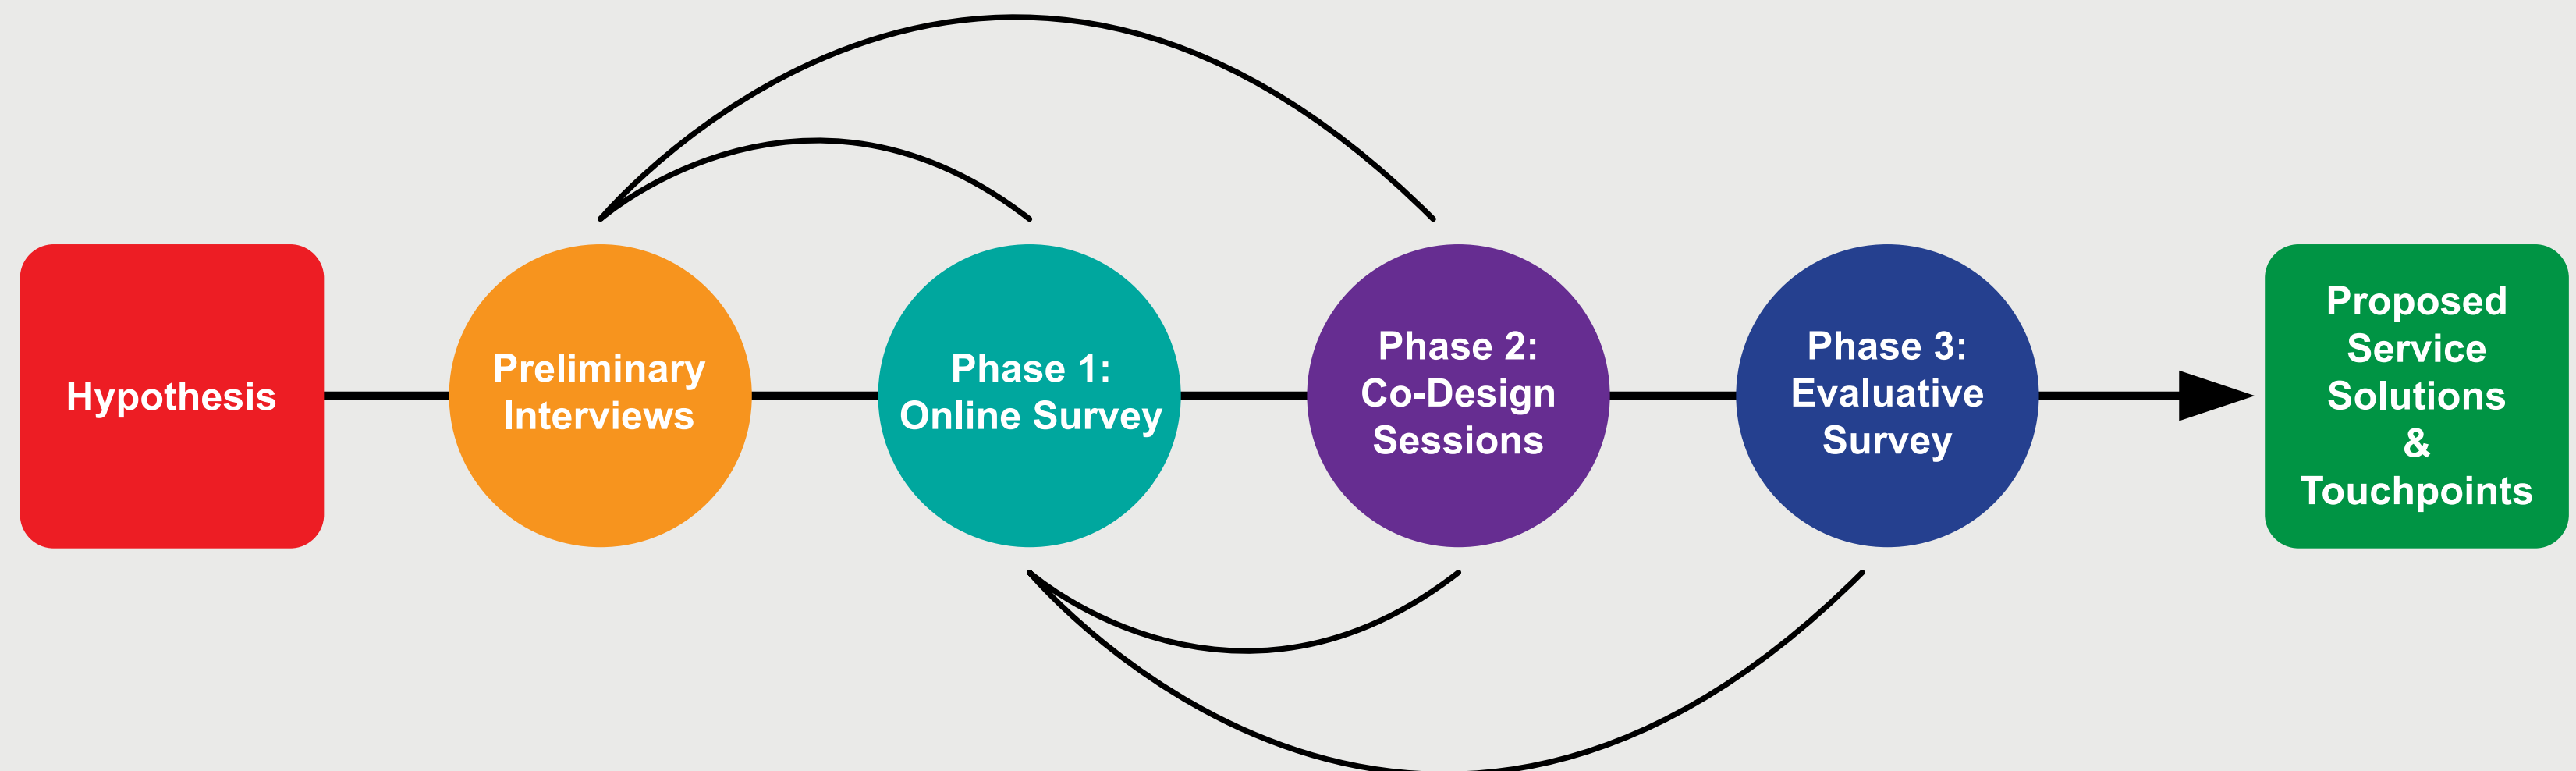 Hypothesis
Preliminary
Interviews
Phase 1:
Online Survey
Phase 2:
Co-Design
Sessions
Phase 3:
Evaluative
Survey
Proposed
Service
Solutions
&
Touchpoints